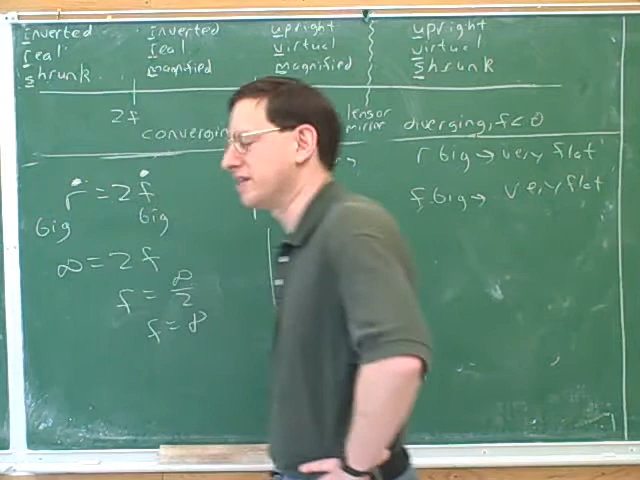 inverted inverted upright upright
real real virtual virtual
shrunk magnified magnified shrunk
2f
lens or
mirror
converging diverging, f < 0
r = 2f
big big
∞ = 2f
f = ∞/2
f = ∞
r big → very flat
f big → very flat